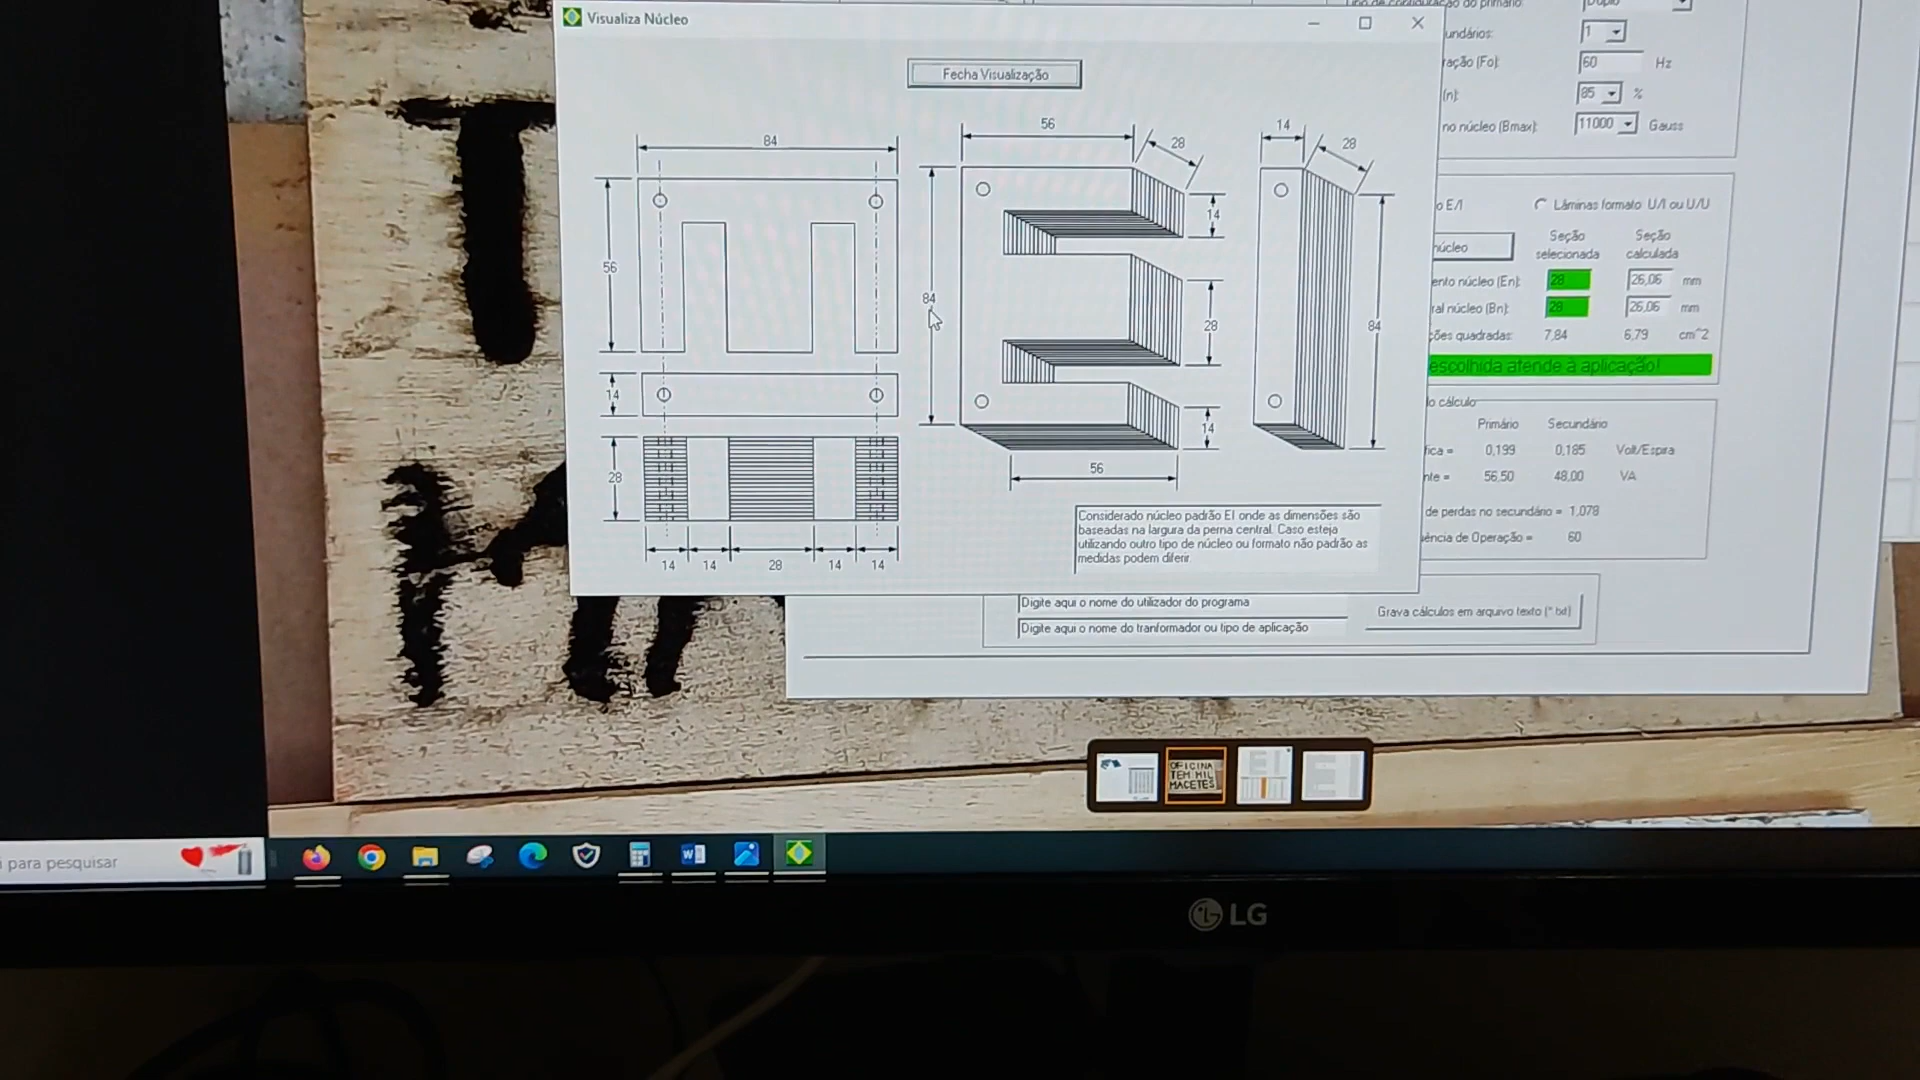 Visualiza Núcleo
Fecha Visualização
84
56
14
28
14
14
28
14
14
56
28
84
14
28
14
56
14
28
84
Considerado núcleo padrão EI onde as dimensões são
baseadas na largura da perna central. Caso esteja
utilizando outro tipo de núcleo ou formato não padrão as
medidas podem diferir.
do primário:
Duplo
undários:
1
ração (Fo):
60
Hz
(n):
85
%
no núcleo (Bmax):
11000
Gauss
o E/I
Lâminas formato U/I ou U/U
núcleo
Seção
selecionada
Seção
calculada
ento núcleo (En):
28
26,06
mm
ral núcleo (Bn):
28
26,06
mm
ções quadradas:
7,84
6,79
cm^2
escolhida atende à aplicação!
lo cálculo
Primário
Secundário
fica =
0,199
0,185
Volt/Espira
nte =
56,50
48,00
VA
de perdas no secundário = 1,078
ência de Operação =
60
Digite aqui o nome do utilizador do programa
Digite aqui o nome do tranformador ou tipo de aplicação
Grava cálculos em arquivo texto (*.txt)
OFICINA
TEM MIL
MACETES
para pesquisar
LG